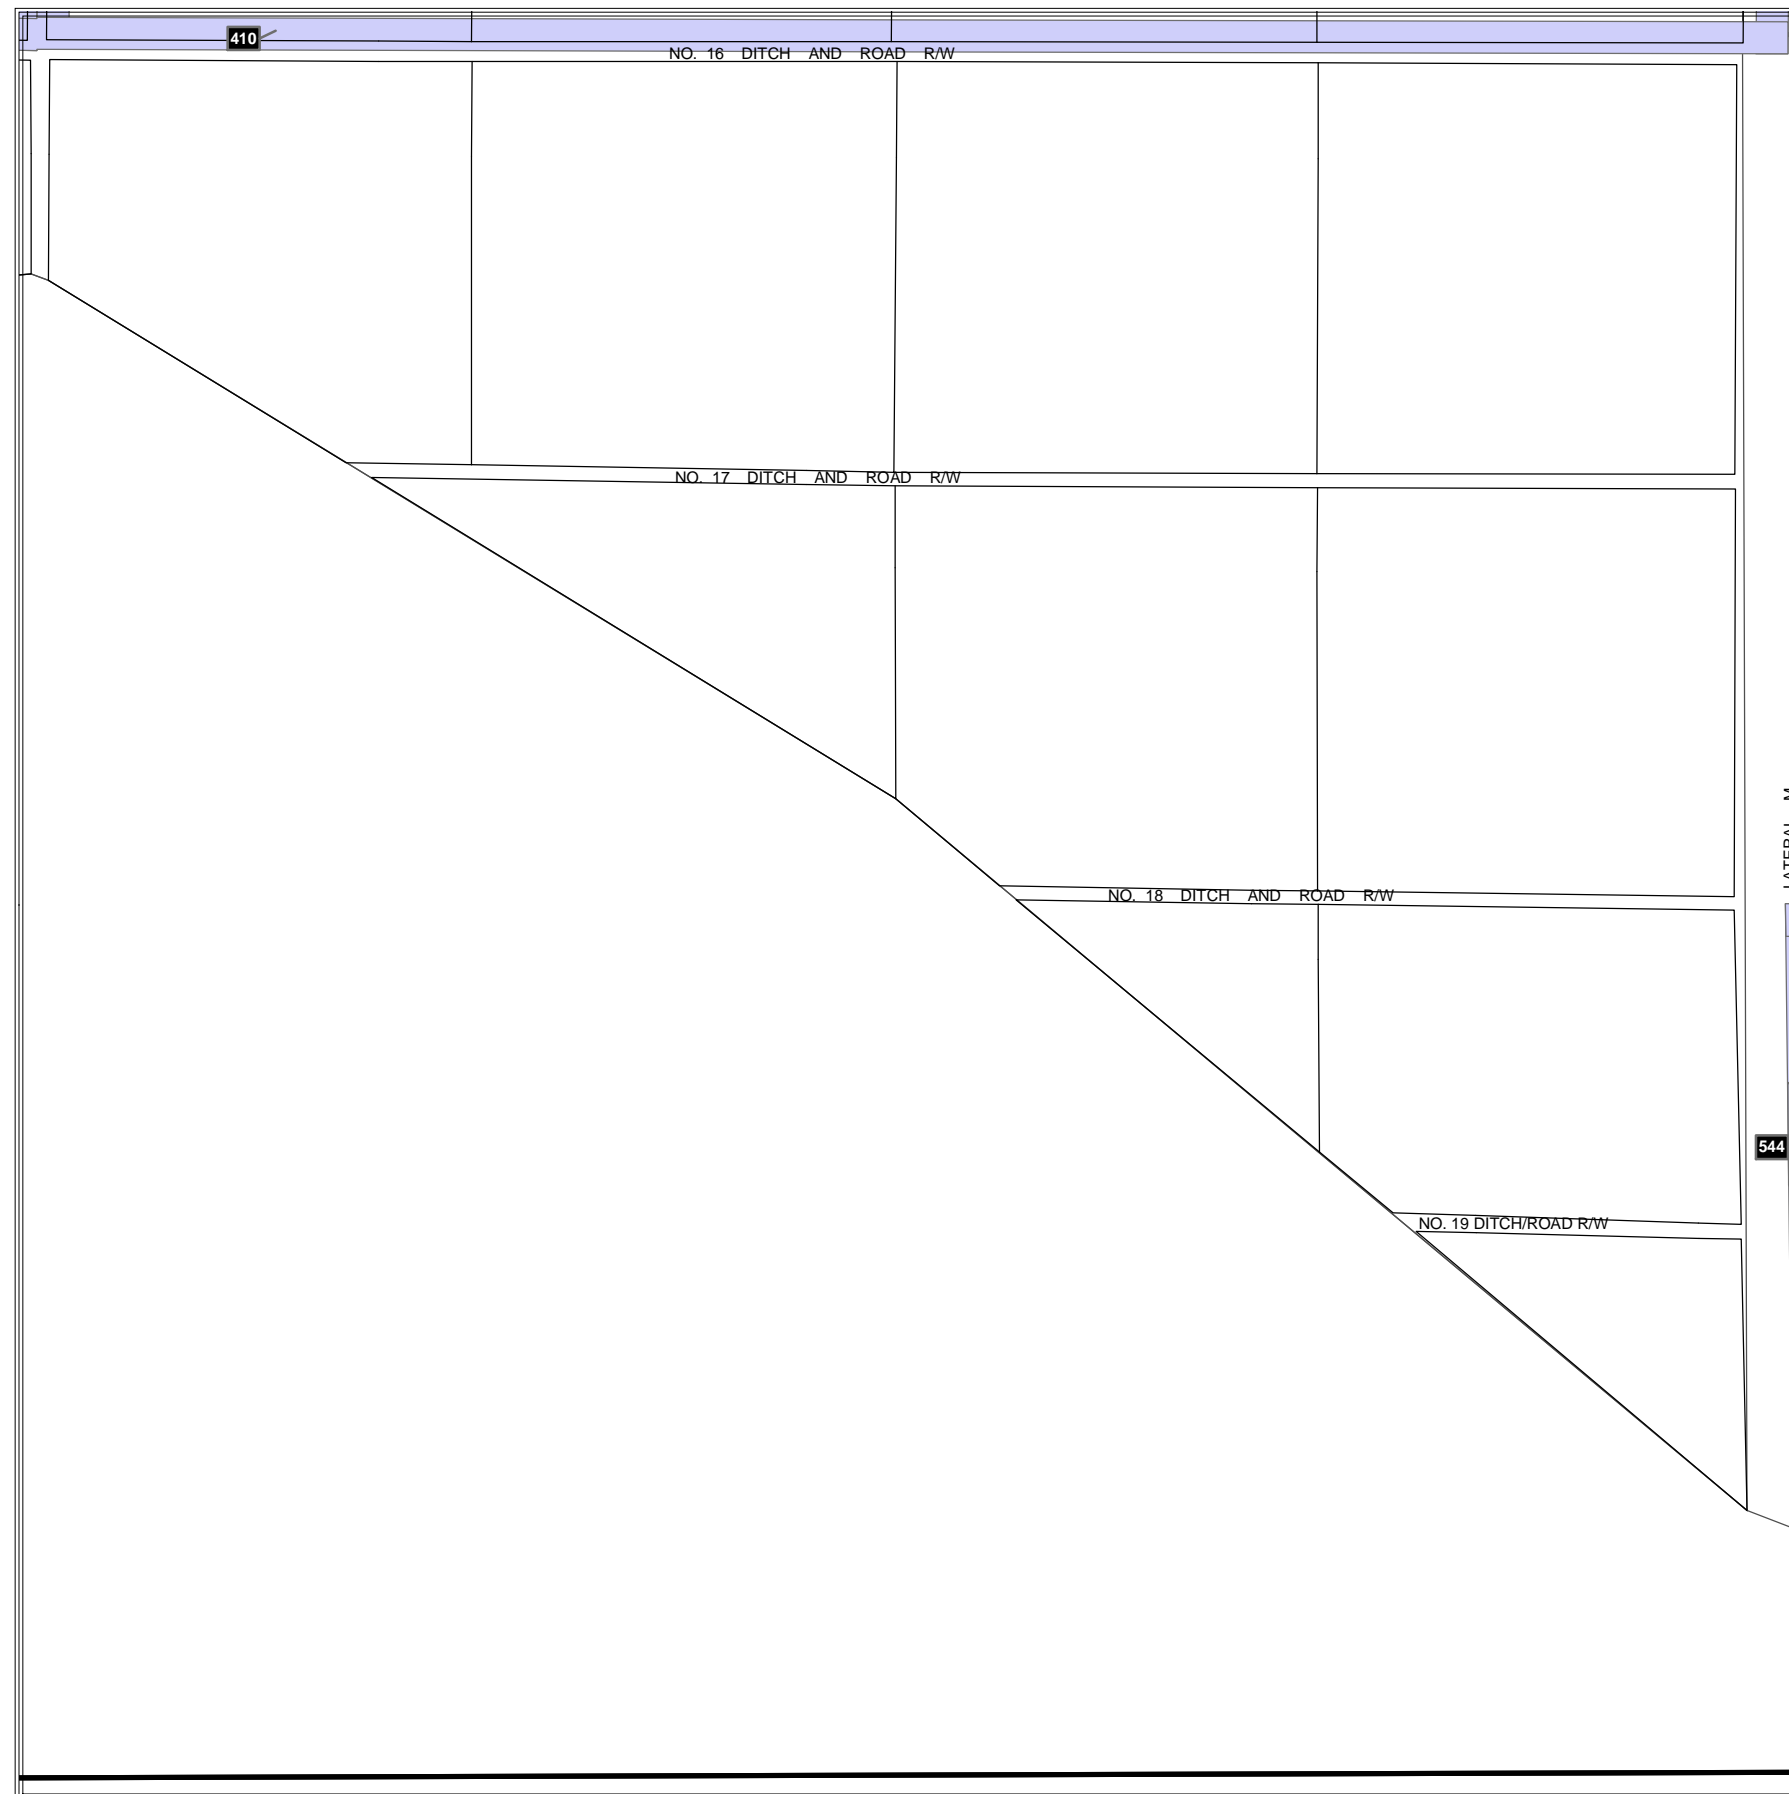 410
NO. 16 DITCH AND ROAD R/W
NO. 17 DITCH AND ROAD R/W
LATERAL M
NO. 18 DITCH AND ROAD R/W
544
NO. 19 DITCH/ROAD R/W